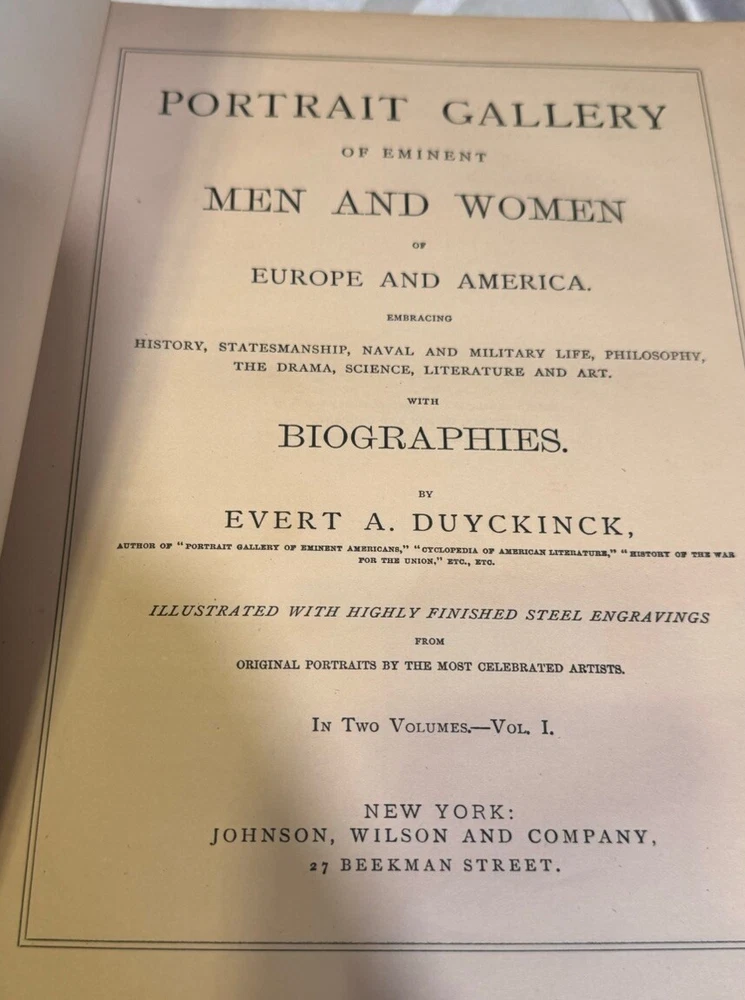 PORTRAIT GALLERY
OF EMINENT
MEN AND WOMEN
OF
EUROPE AND AMERICA.
EMBRACING
HISTORY, STATESMANSHIP, NAVAL AND MILITARY LIFE, PHILOSOPHY,
THE DRAMA, SCIENCE, LITERATURE AND ART.
WITH
BIOGRAPHIES.
BY
EVERT A. DUYCKINCK,
AUTHOR OF "PORTRAIT GALLERY OF EMINENT AMERICANS," "CYCLOPEDIA OF AMERICAN LITERATURE," "HISTORY OF THE WAR
FOR THE UNION," ETC., ETC.
ILLUSTRATED WITH HIGHLY FINISHED STEEL ENGRAVINGS
FROM
ORIGINAL PORTRAITS BY THE MOST CELEBRATED ARTISTS.
IN TWO VOLUMES.—VOL. I.
NEW YORK:
JOHNSON, WILSON AND COMPANY,
27 BEEKMAN STREET.